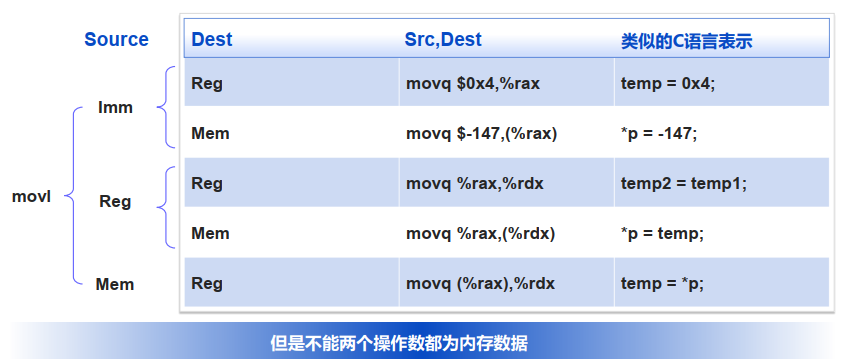 Source Dest Src,Dest 类似的C语言表示
Imm
Reg movq $0x4,%rax temp = 0x4;
Mem movq $-147,(%rax) *p = -147;
movl
Reg
Reg movq %rax,%rdx temp2 = temp1;
Mem movq %rax,(%rdx) *p = temp;
Mem Reg movq (%rax),%rdx temp = *p;
但是不能两个操作数都为内存数据